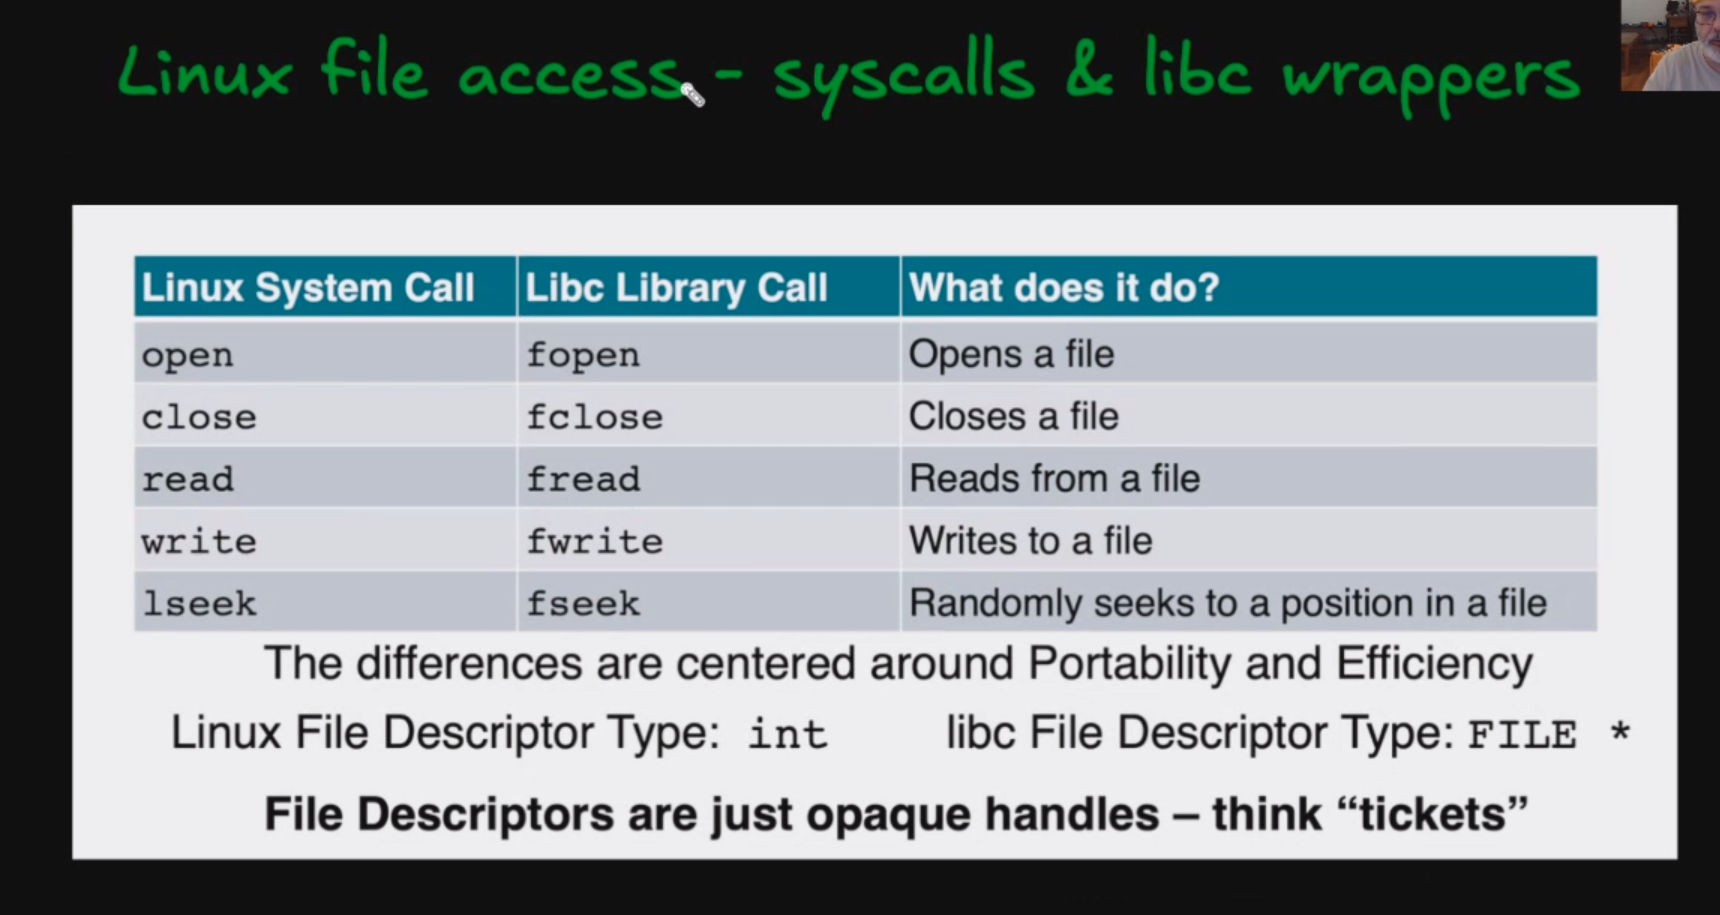 Linux file access - syscalls & libc wrappers
Linux System Call Libc Library Call What does it do?
open fopen Opens a file
close fclose Closes a file
read fread Reads from a file
write fwrite Writes to a file
lseek fseek Randomly seeks to a position in a file
The differences are centered around Portability and Efficiency
Linux File Descriptor Type: int libc File Descriptor Type: FILE *
File Descriptors are just opaque handles – think “tickets”